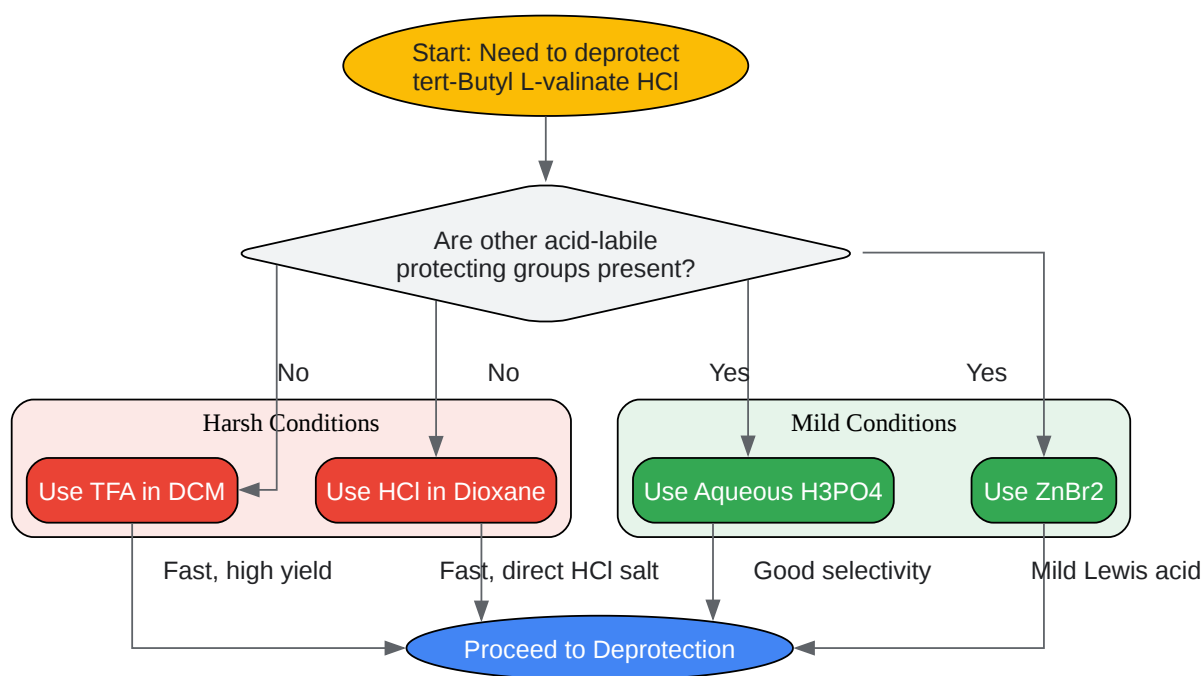 Start: Need to deprotect
tert-Butyl L-valinate HCl
Are other acid-labile
protecting groups present?
No
No
Yes
Yes
Harsh Conditions
Mild Conditions
Use TFA in DCM
Use HCl in Dioxane
Use Aqueous H3PO4
Use ZnBr2
Fast, high yield
Fast, direct HCl salt
Good selectivity
Mild Lewis acid
Proceed to Deprotection